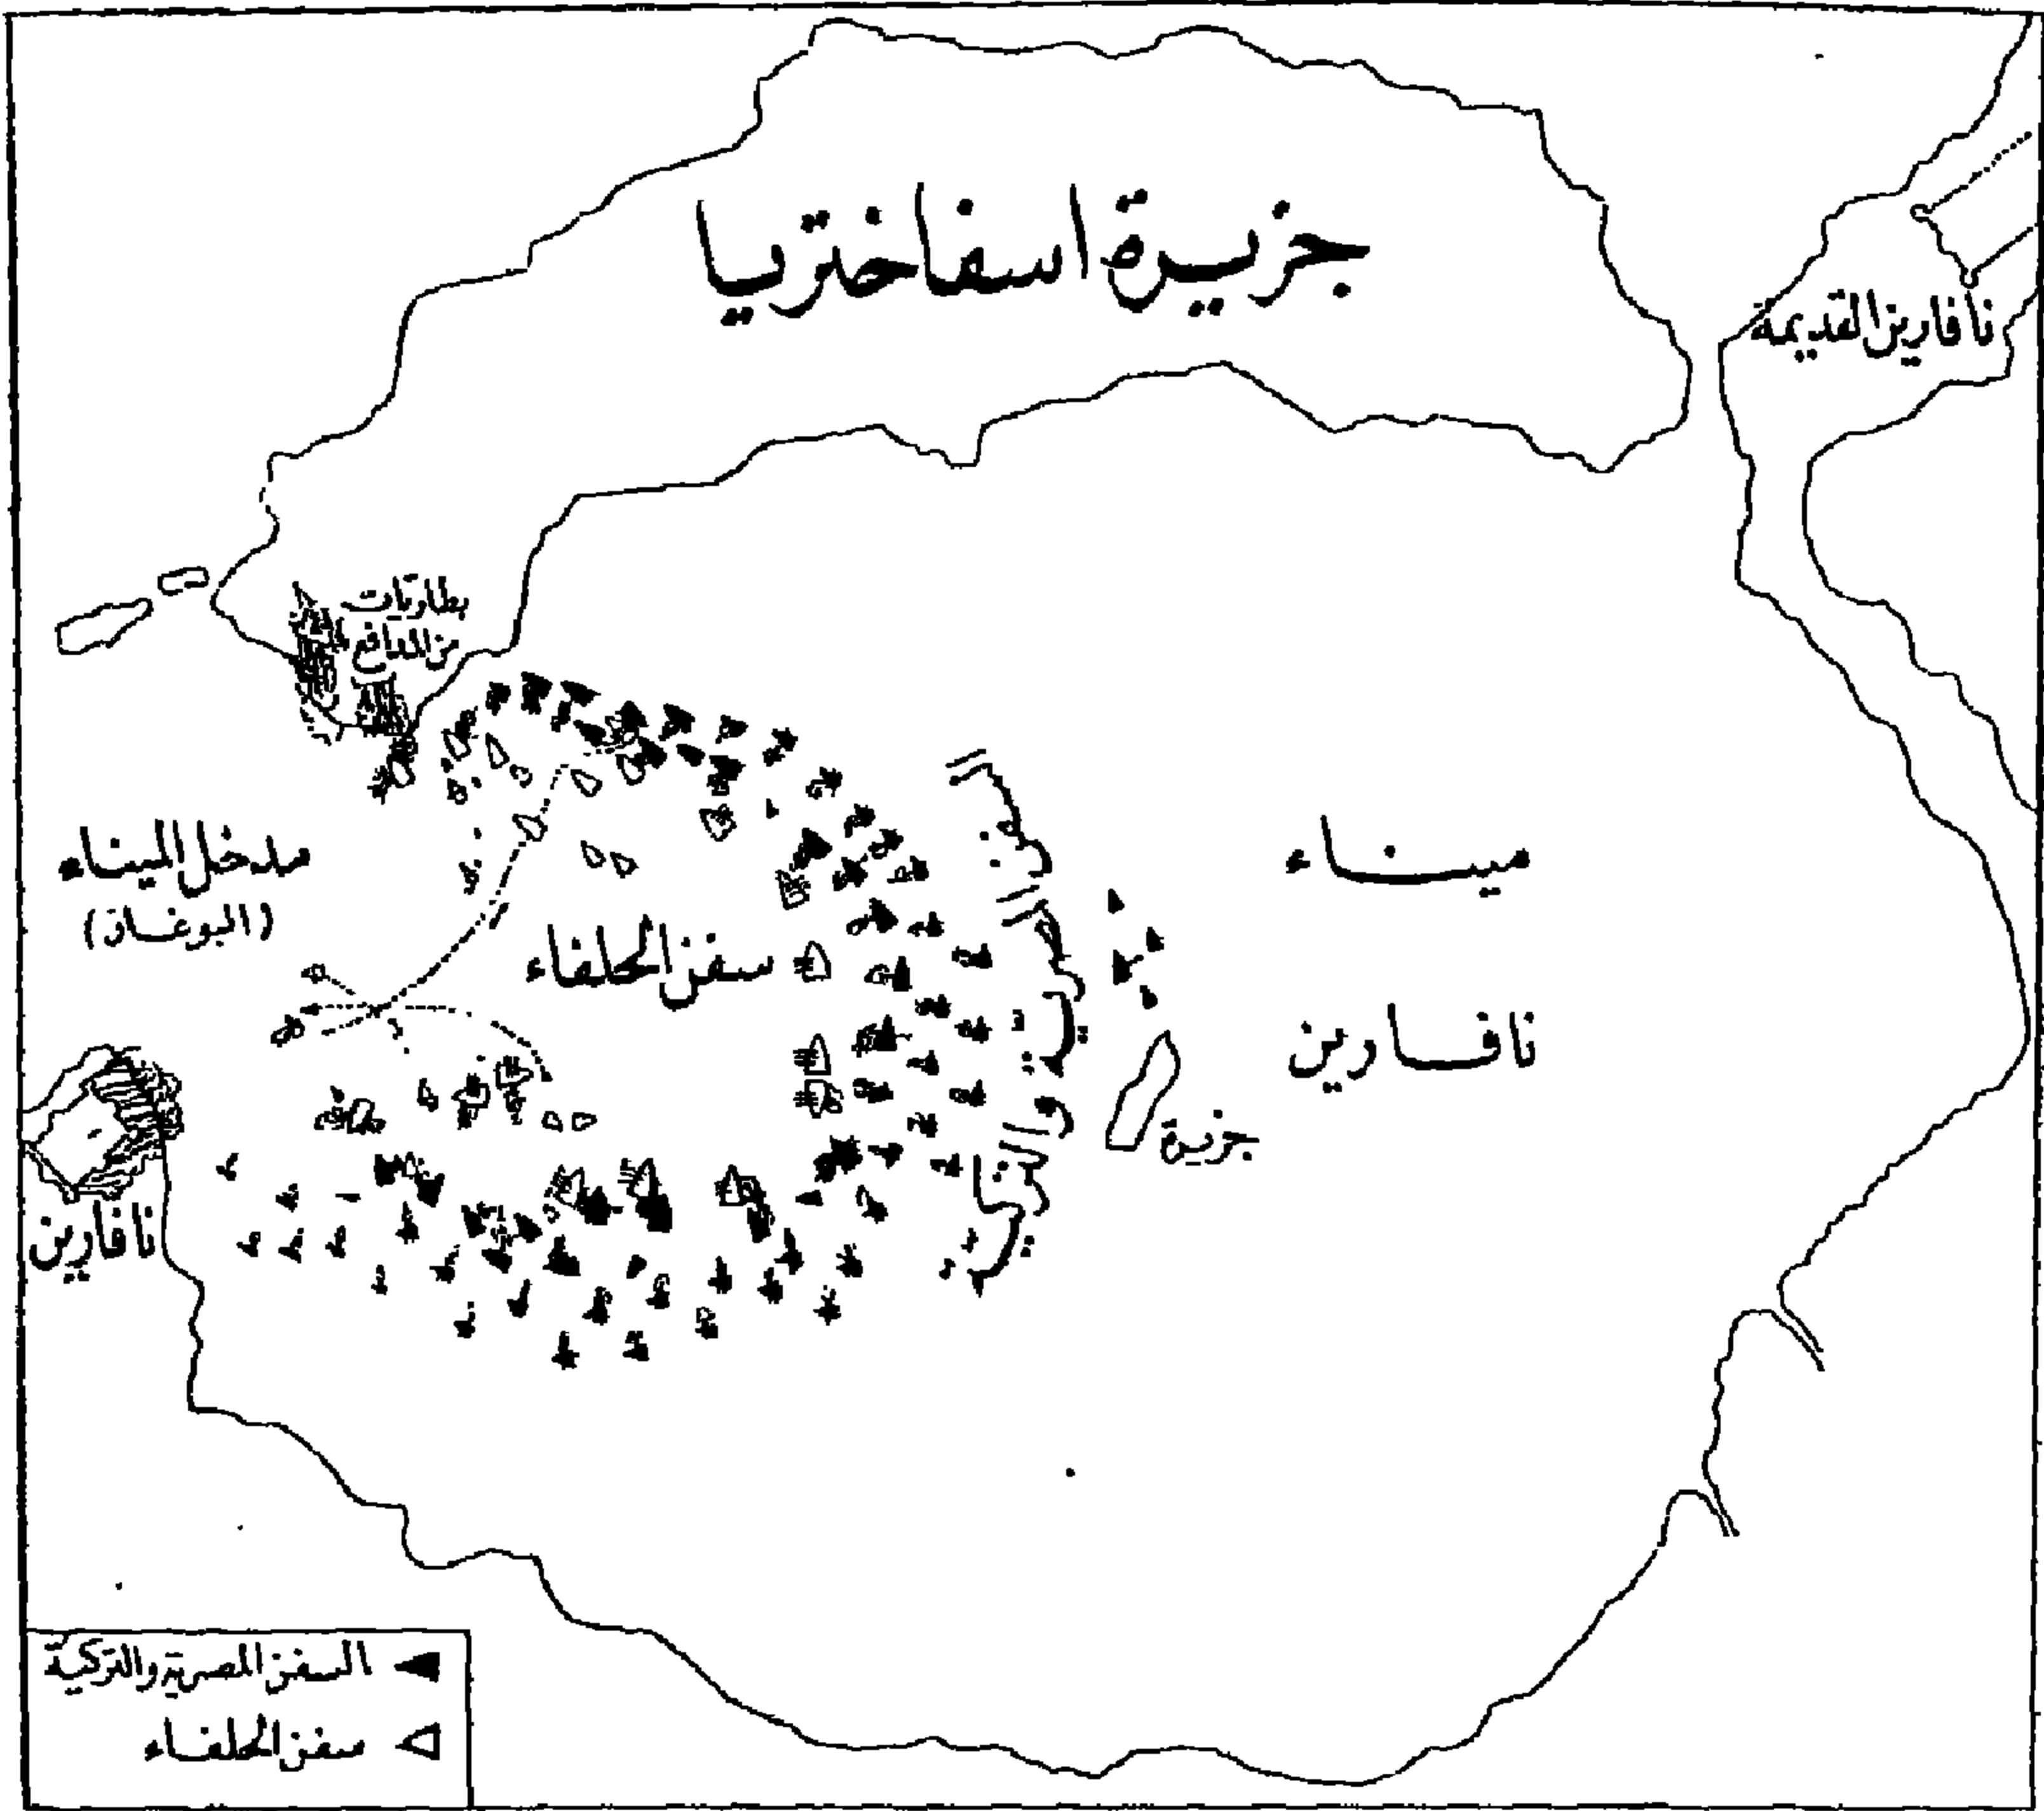 جزيرة اسفاختريا
نافارين القديمة
بطاريات
من المدافع
مدخل الميناء
(البوغاز)
سفن الحلفاء
ميناء
نافارين
جزيرة
نافارين
السفن المصرية والتركية
سفن الحلفاء